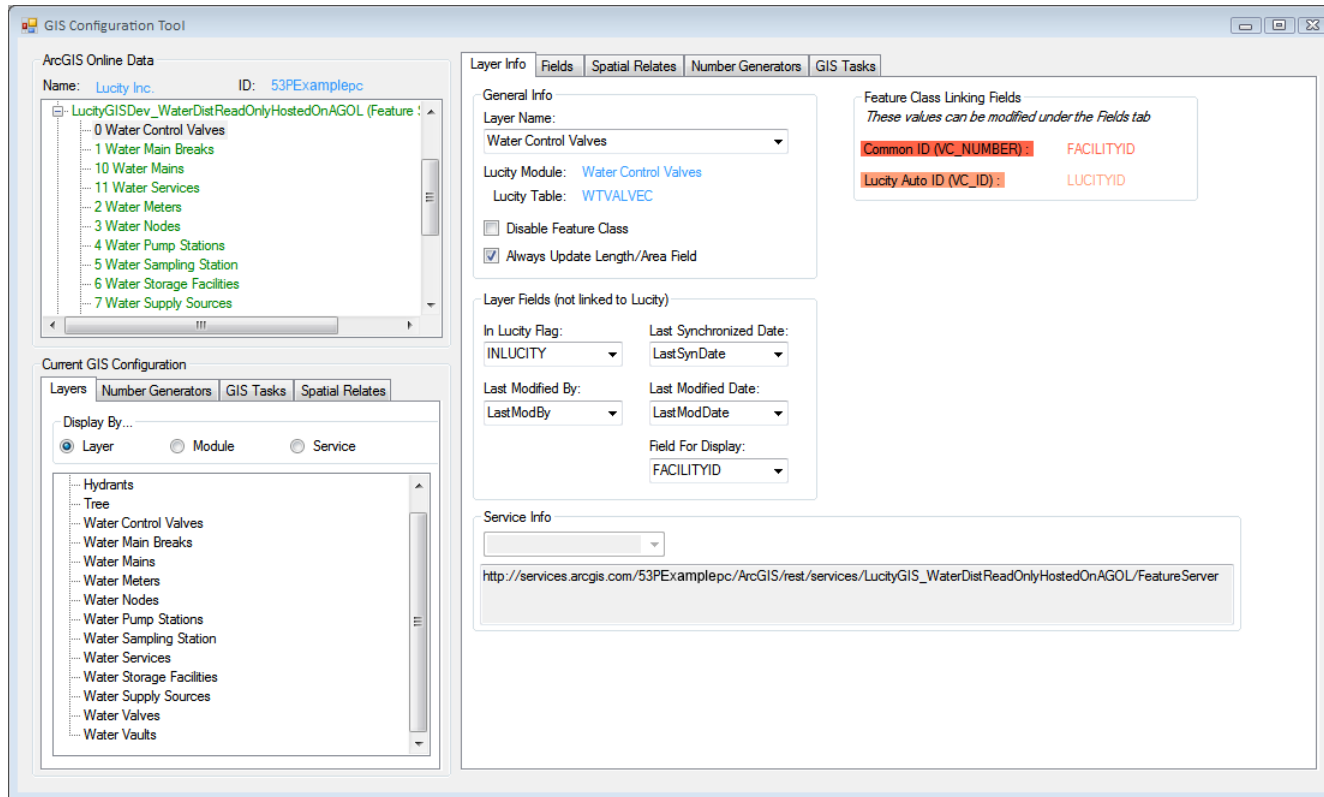 GIS Configuration Tool
ArcGIS Online Data
Name: Lucity Inc. ID: 53PExamplepc
LucityGISDev_WaterDistReadOnlyHostedOnAGOL (Feature
0 Water Control Valves
1 Water Main Breaks
10 Water Mains
11 Water Services
2 Water Meters
3 Water Nodes
4 Water Pump Stations
5 Water Sampling Station
6 Water Storage Facilities
7 Water Supply Sources
Current GIS Configuration
Layers Number Generators GIS Tasks Spatial Relates
Display By...
Layer Module Service
Hydrants
Tree
Water Control Valves
Water Main Breaks
Water Mains
Water Meters
Water Nodes
Water Pump Stations
Water Sampling Station
Water Services
Water Storage Facilities
Water Supply Sources
Water Valves
Water Vaults
Layer Info Fields Spatial Relates Number Generators GIS Tasks
General Info
Layer Name:
Water Control Valves
Lucity Module: Water Control Valves
Lucity Table: WTVALVEC
Disable Feature Class
Always Update Length/Area Field
Feature Class Linking Fields
These values can be modified under the Fields tab
Common ID (VC_NUMBER) : FACILITYID
Lucity Auto ID (VC_ID) : LUCITYID
Layer Fields (not linked to Lucity)
In Lucity Flag: Last Synchronized Date:
INLUCITY LastSynDate
Last Modified By: Last Modified Date:
LastModBy LastModDate
Field For Display:
FACILITYID
Service Info
http://services.arcgis.com/53PExamplepc/ArcGIS/rest/services/LucityGIS_WaterDistReadOnlyHostedOnAGOL/FeatureServer